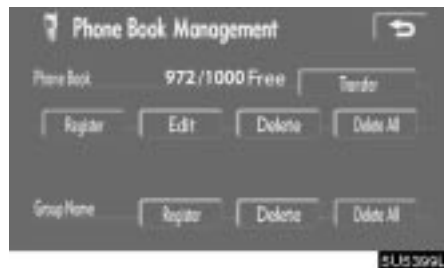 Phone Book Management
Phone Book 972/1000 Free Transfer
Register Edit Delete Delete All
Group Name Register Delete Delete All
SUS399L